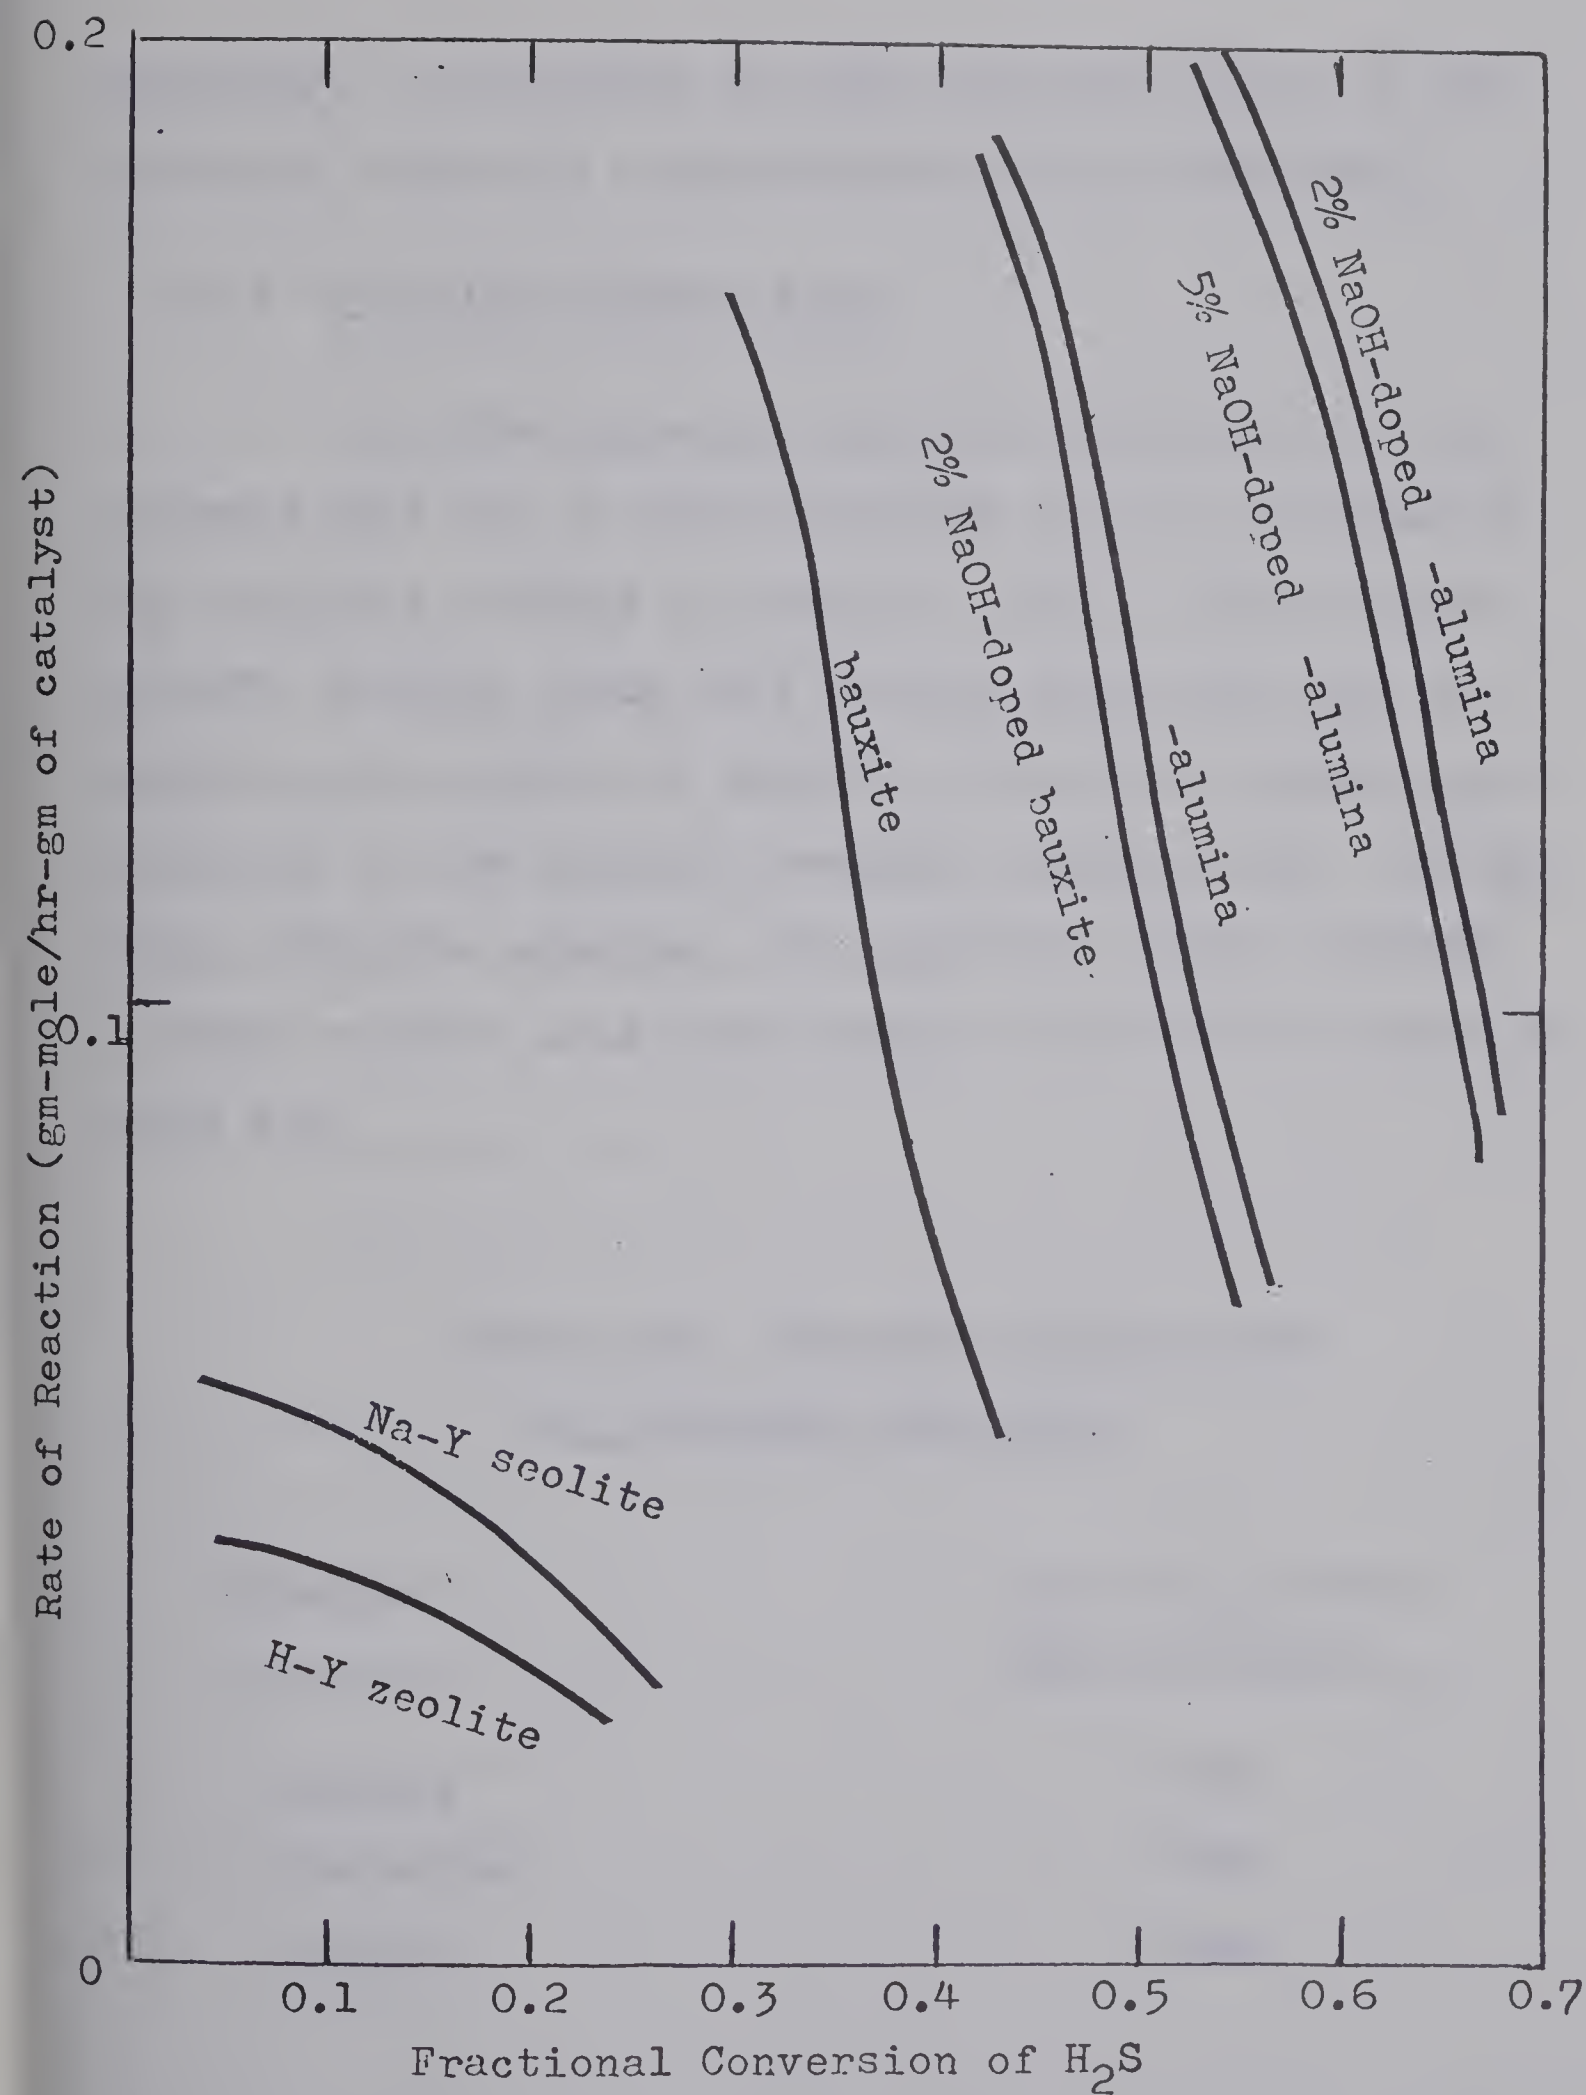 0.2
2% NaOH-doped -alumina
5% NaOH-doped -alumina
2% NaOH-doped bauxite
-alumina
bauxite
Rate of Reaction (gm-mole/hr-gm of catalyst)
0.1
Na-Y seolite
H-Y zeolite
0
0.1 0.2 0.3 0.4 0.5 0.6 0.7
Fractional Conversion of H₂S